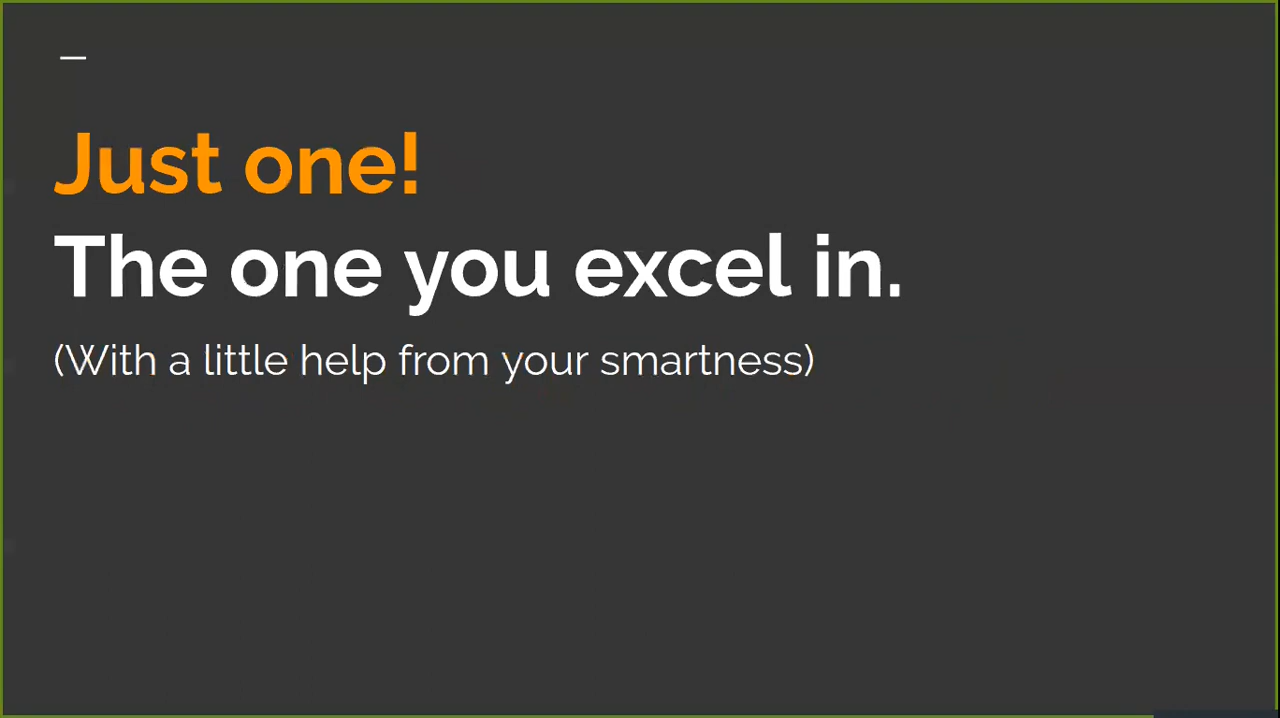 Just one!
The one you excel in.
(With a little help from your smartness)